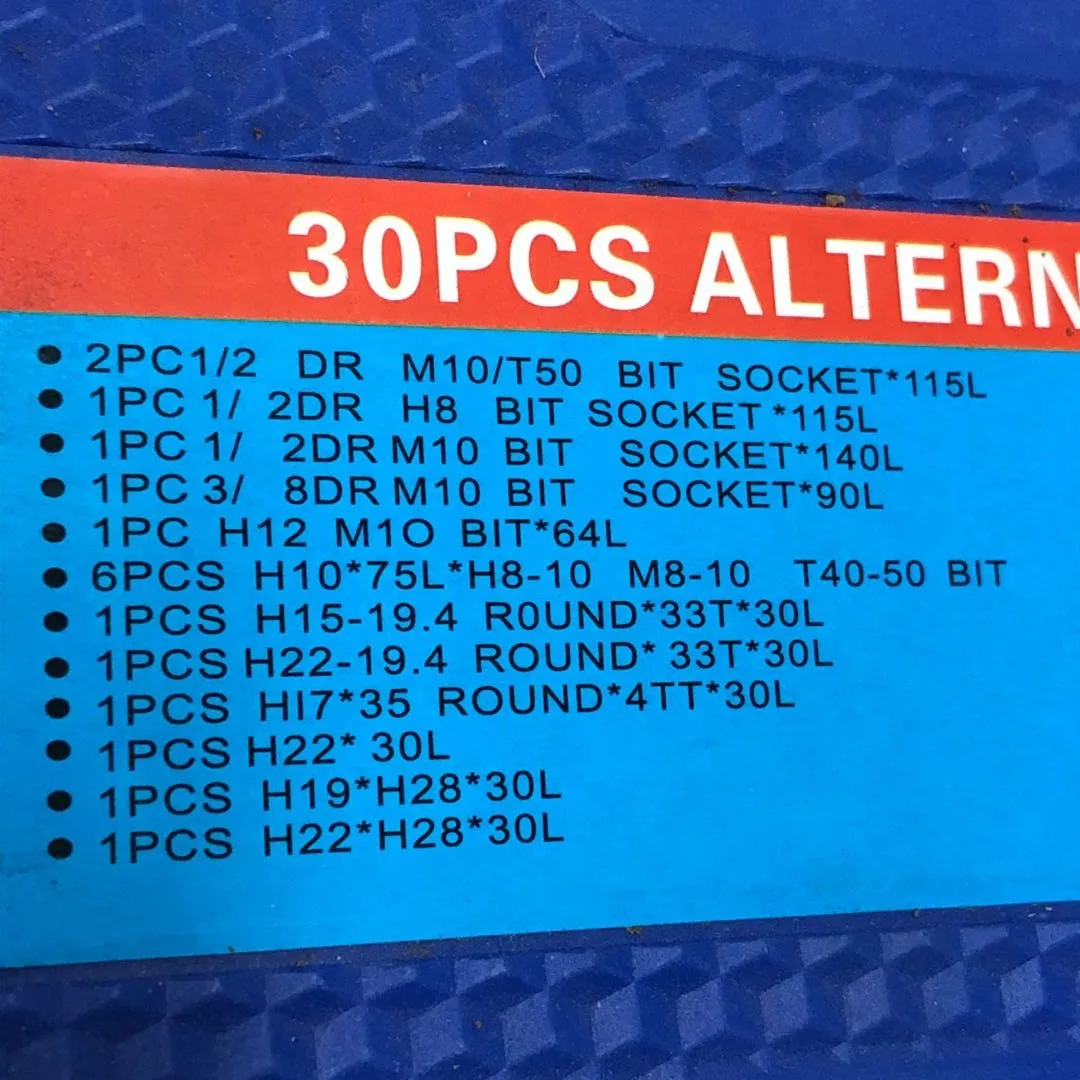 30PCS ALTERN
• 2PC1/2 DR M10/T50 BIT SOCKET*115L
• 1PC 1/ 2DR H8 BIT SOCKET *115L
• 1PC 1/ 2DR M10 BIT SOCKET*140L
• 1PC 3/ 8DR M10 BIT SOCKET*90L
• 1PC H12 M1O BIT*64L
• 6PCS H10*75L*H8-10 M8-10 T40-50 BIT
• 1PCS H15-19.4 R0UND*33T*30L
• 1PCS H22-19.4 ROUND* 33T*30L
• 1PCS HI7*35 ROUND*4TT*30L
• 1PCS H22* 30L
• 1PCS H19*H28*30L
• 1PCS H22*H28*30L